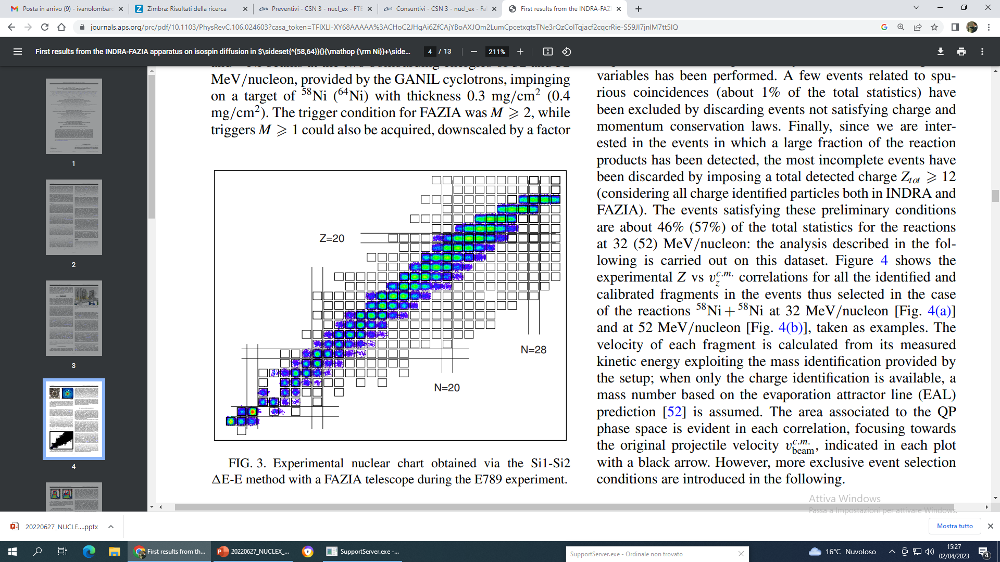 Posta in arrivo (9) - ivanolombaro
Zimbra: Risultati della ricerca
Preventivi - CSN 3 - nucl_ex - FTE
Consuntivi - CSN 3 - nucl_ex - Fa
First results from the INDRA-FAZ
First results from the INDRA-FAZIA apparatus on isospin diffusion in $\sideset{^{58,64}}{}{\mathop {\rm Ni}}+\side...
4 / 13
211%
1
2
3
4
MeV/nucleon, provided by the GANIL cyclotrons, impinging
on a target of ⁵⁸Ni (⁶⁴Ni) with thickness 0.3 mg/cm² (0.4
mg/cm²). The trigger condition for FAZIA was M ⩾ 2, while
triggers M ⩾ 1 could also be acquired, downscaled by a factor
Z=20
N=28
N=20
FIG. 3. Experimental nuclear chart obtained via the Si1-Si2
ΔE-E method with a FAZIA telescope during the E789 experiment.
variables has been performed. A few events related to spu-
rious coincidences (about 1% of the total statistics) have
been excluded by discarding events not satisfying charge and
momentum conservation laws. Finally, since we are inter-
ested in the events in which a large fraction of the reaction
products has been detected, the most incomplete events have
been discarded by imposing a total detected charge Z_tot ⩾ 12
(considering all charge identified particles both in INDRA and
FAZIA). The events satisfying these preliminary conditions
are about 46% (57%) of the total statistics for the reactions
at 32 (52) MeV/nucleon: the analysis described in the fol-
lowing is carried out on this dataset. Figure 4 shows the
experimental Z vs v_z^c.m. correlations for all the identified and
calibrated fragments in the events thus selected in the case
of the reactions ⁵⁸Ni + ⁵⁸Ni at 32 MeV/nucleon [Fig. 4(a)]
and at 52 MeV/nucleon [Fig. 4(b)], taken as examples. The
velocity of each fragment is calculated from its measured
kinetic energy exploiting the mass identification provided by
the setup; when only the charge identification is available, a
mass number based on the evaporation attractor line (EAL)
prediction [52] is assumed. The area associated to the QP
phase space is evident in each correlation, focusing towards
the original projectile velocity v_beam^c.m., indicated in each plot
with a black arrow. However, more exclusive event selection
conditions are introduced in the following.
Attiva Windows
Passa a Impostazioni per attivare Windows.
20220627_NUCLE....pptx
Mostra tutto
First results from th...
20220627_NUCLEX_...
SupportServer.exe -...
SupportServer.exe - Ordinale non trovato
16°C Nuvoloso
15:27
02/04/2023
4